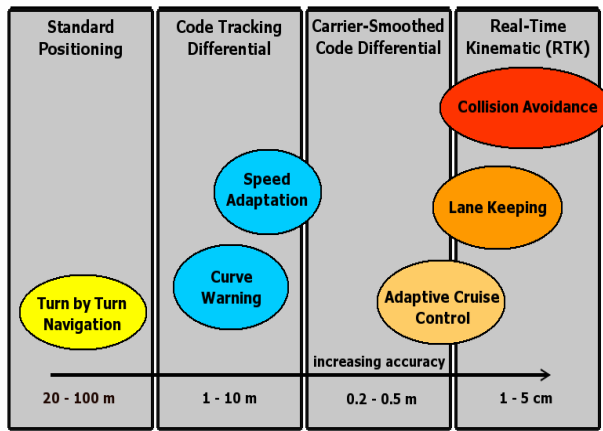 Standard
Positioning
Code Tracking
Differential
Carrier-Smoothed
Code Differential
Real-Time
Kinematic (RTK)
Collision Avoidance
Speed
Adaptation
Lane Keeping
Curve
Warning
Turn by Turn
Navigation
Adaptive Cruise
Control
increasing accuracy
20 - 100 m
1 - 10 m
0.2 - 0.5 m
1 - 5 cm